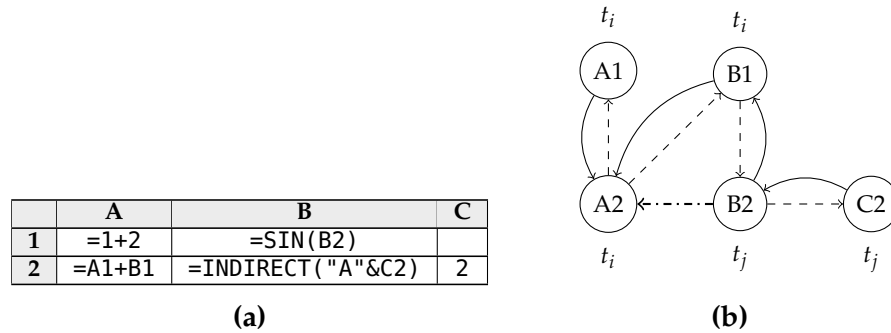 t_i t_i
A1 B1
A2 B2 C2
t_i t_j t_j
A B C
1 =1+2 =SIN(B2)
2 =A1+B1 =INDIRECT("A"&C2) 2
(a) (b)